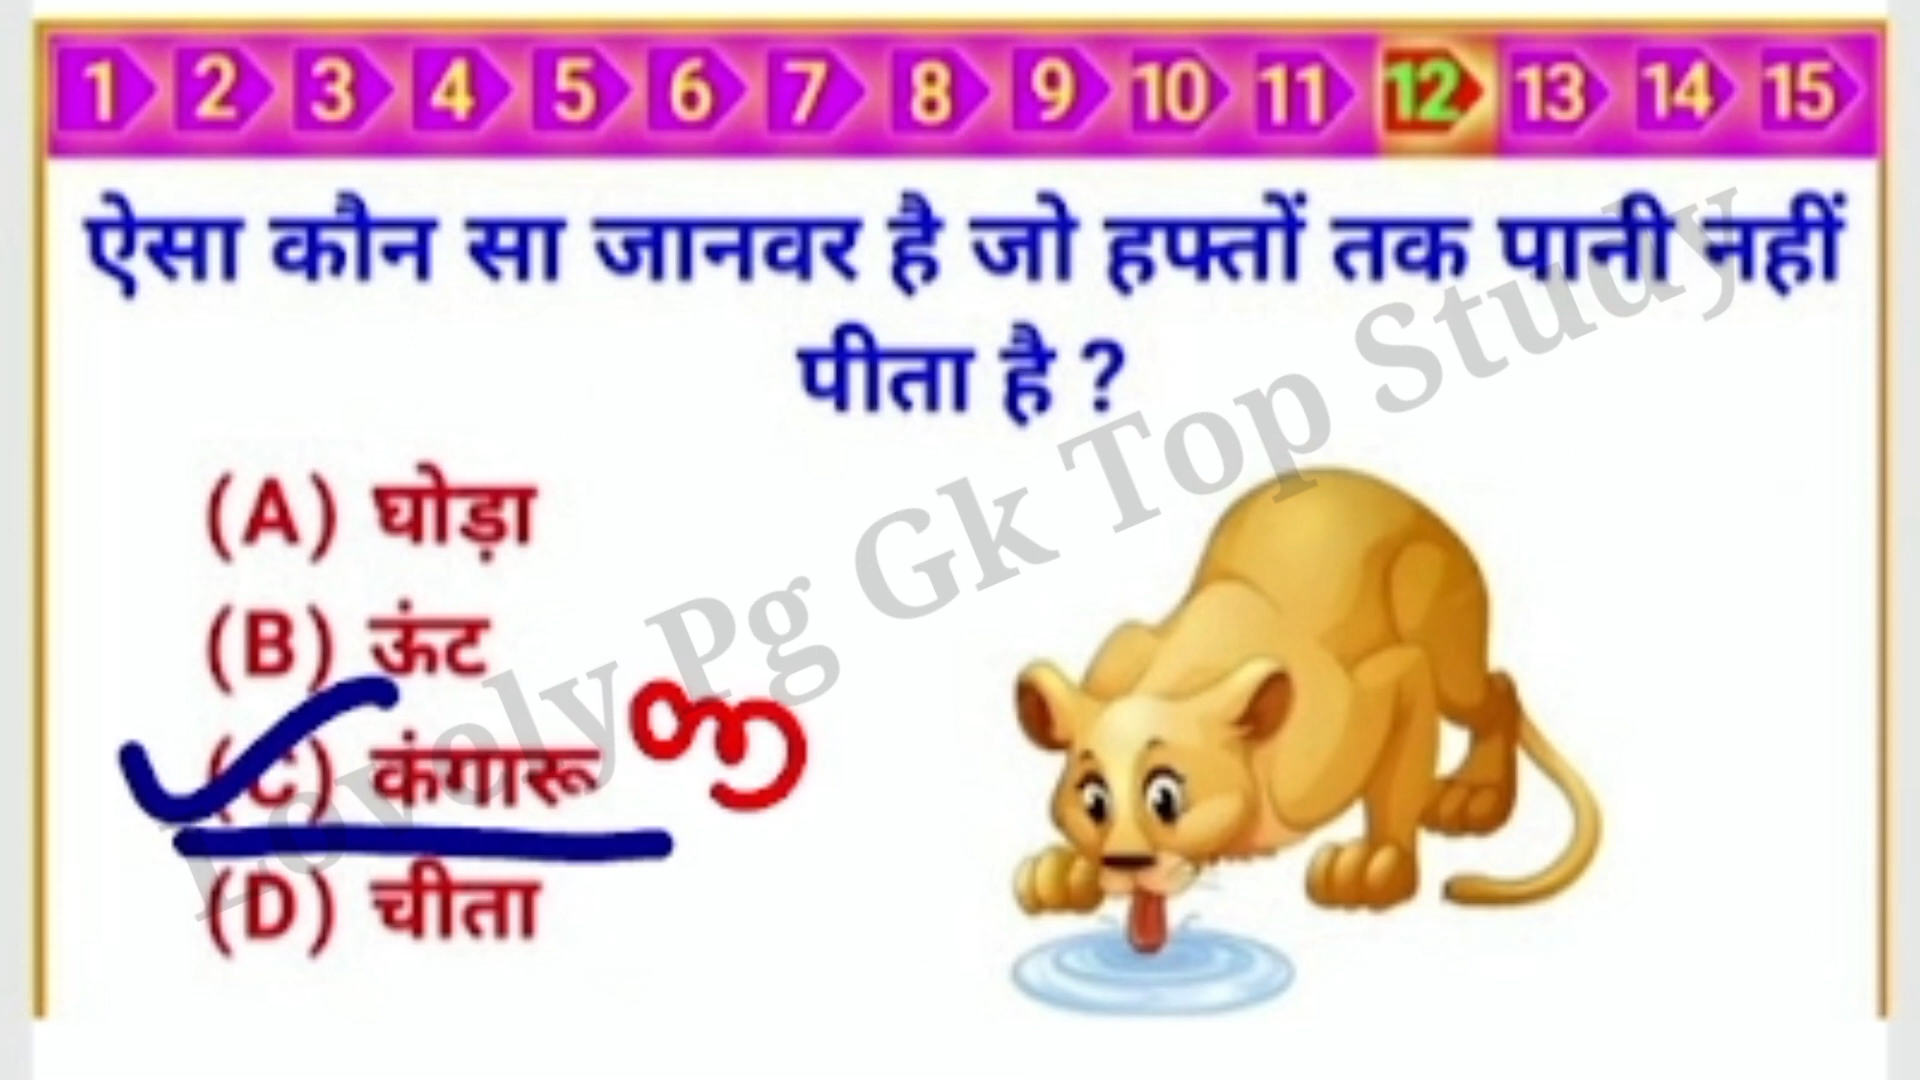 1 2 3 4 5 6 7 8 9 10 11 12 13 14 15
ऐसा कौन सा जानवर है जो हफ्तों तक पानी नहीं
पीता है ?
(A) घोड़ा
(B) ऊंट
(C) कंगारू
(D) चीता
Lovoly Pg Gk Top Study